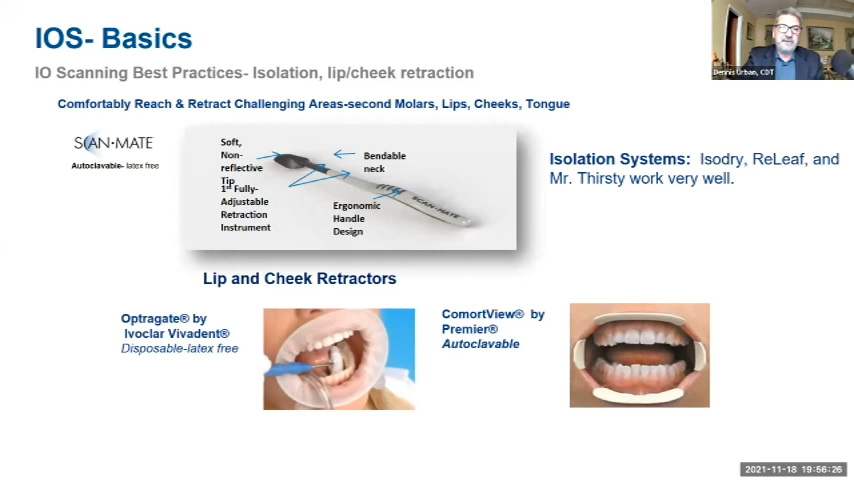 IOS- Basics
IO Scanning Best Practices- Isolation, lip/cheek retraction
Dennis Urban, CDT
Comfortably Reach & Retract Challenging Areas-second Molars, Lips, Cheeks, Tongue
SCAN•MATE
Autoclavable- latex free
Soft,
Non-
reflective
Tip
1st Fully-
Adjustable
Retraction
Instrument
Bendable
neck
Ergonomic
Handle
Design
SCAN•MATE
Isolation Systems: Isodry, ReLeaf, and
Mr. Thirsty work very well.
Lip and Cheek Retractors
Optragate® by
Ivoclar Vivadent®
Disposable-latex free
ComortView® by
Premier®
Autoclavable
2021-11-18 19:56:26